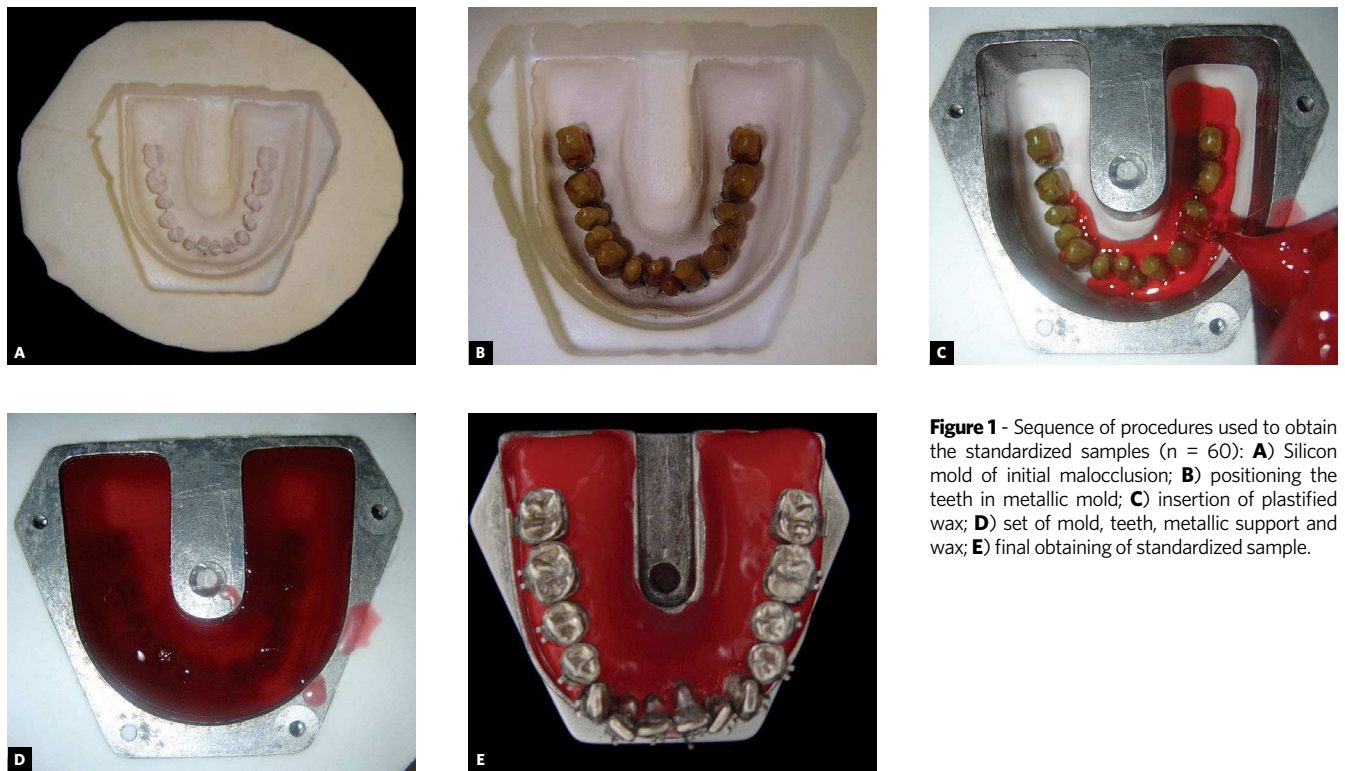 A
B
C
D
E
Figure 1 - Sequence of procedures used to obtain
the standardized samples (n = 60): A) Silicon
mold of initial malocclusion; B) positioning the
teeth in metallic mold; C) insertion of plastified
wax; D) set of mold, teeth, metallic support and
wax; E) final obtaining of standardized sample.